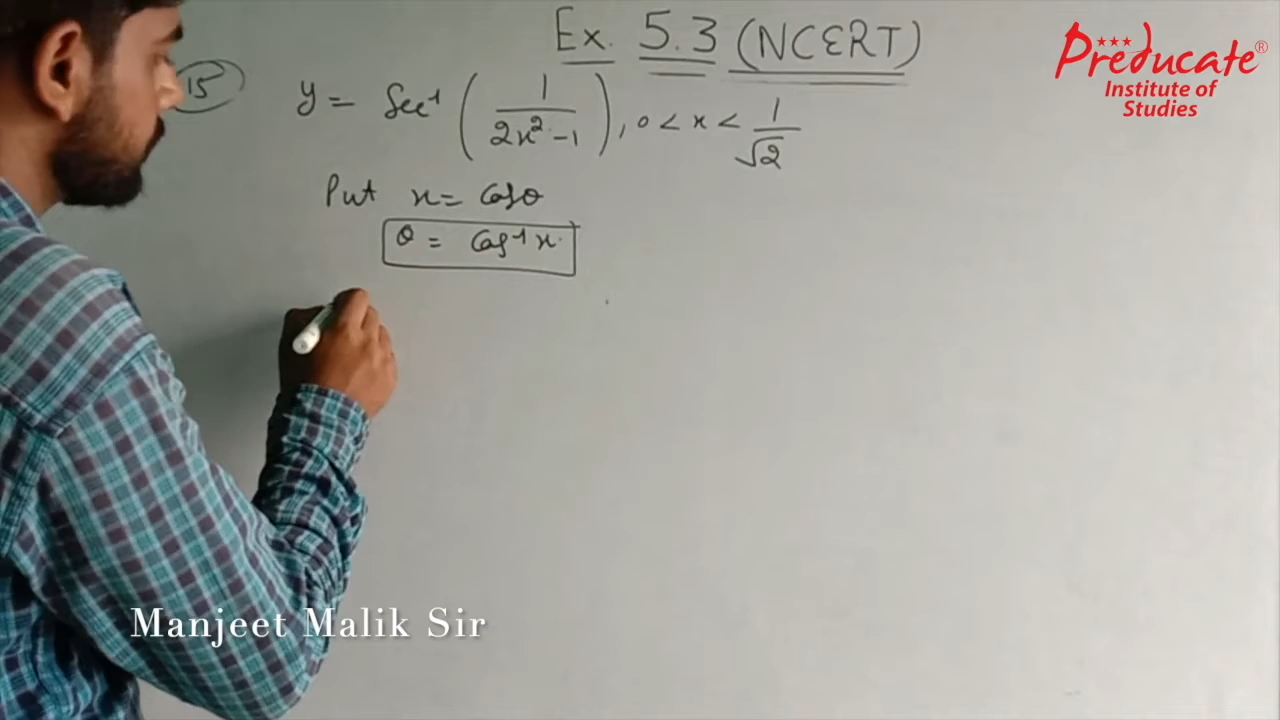 Ex. 5.3 (NCERT)
Preducate®
Institute of
Studies
15
y = Sec⁻¹ (1/(2x² - 1)), 0 < x < 1/√2
Put x = Cosθ
θ = Cos⁻¹ x.
Manjeet Malik Sir